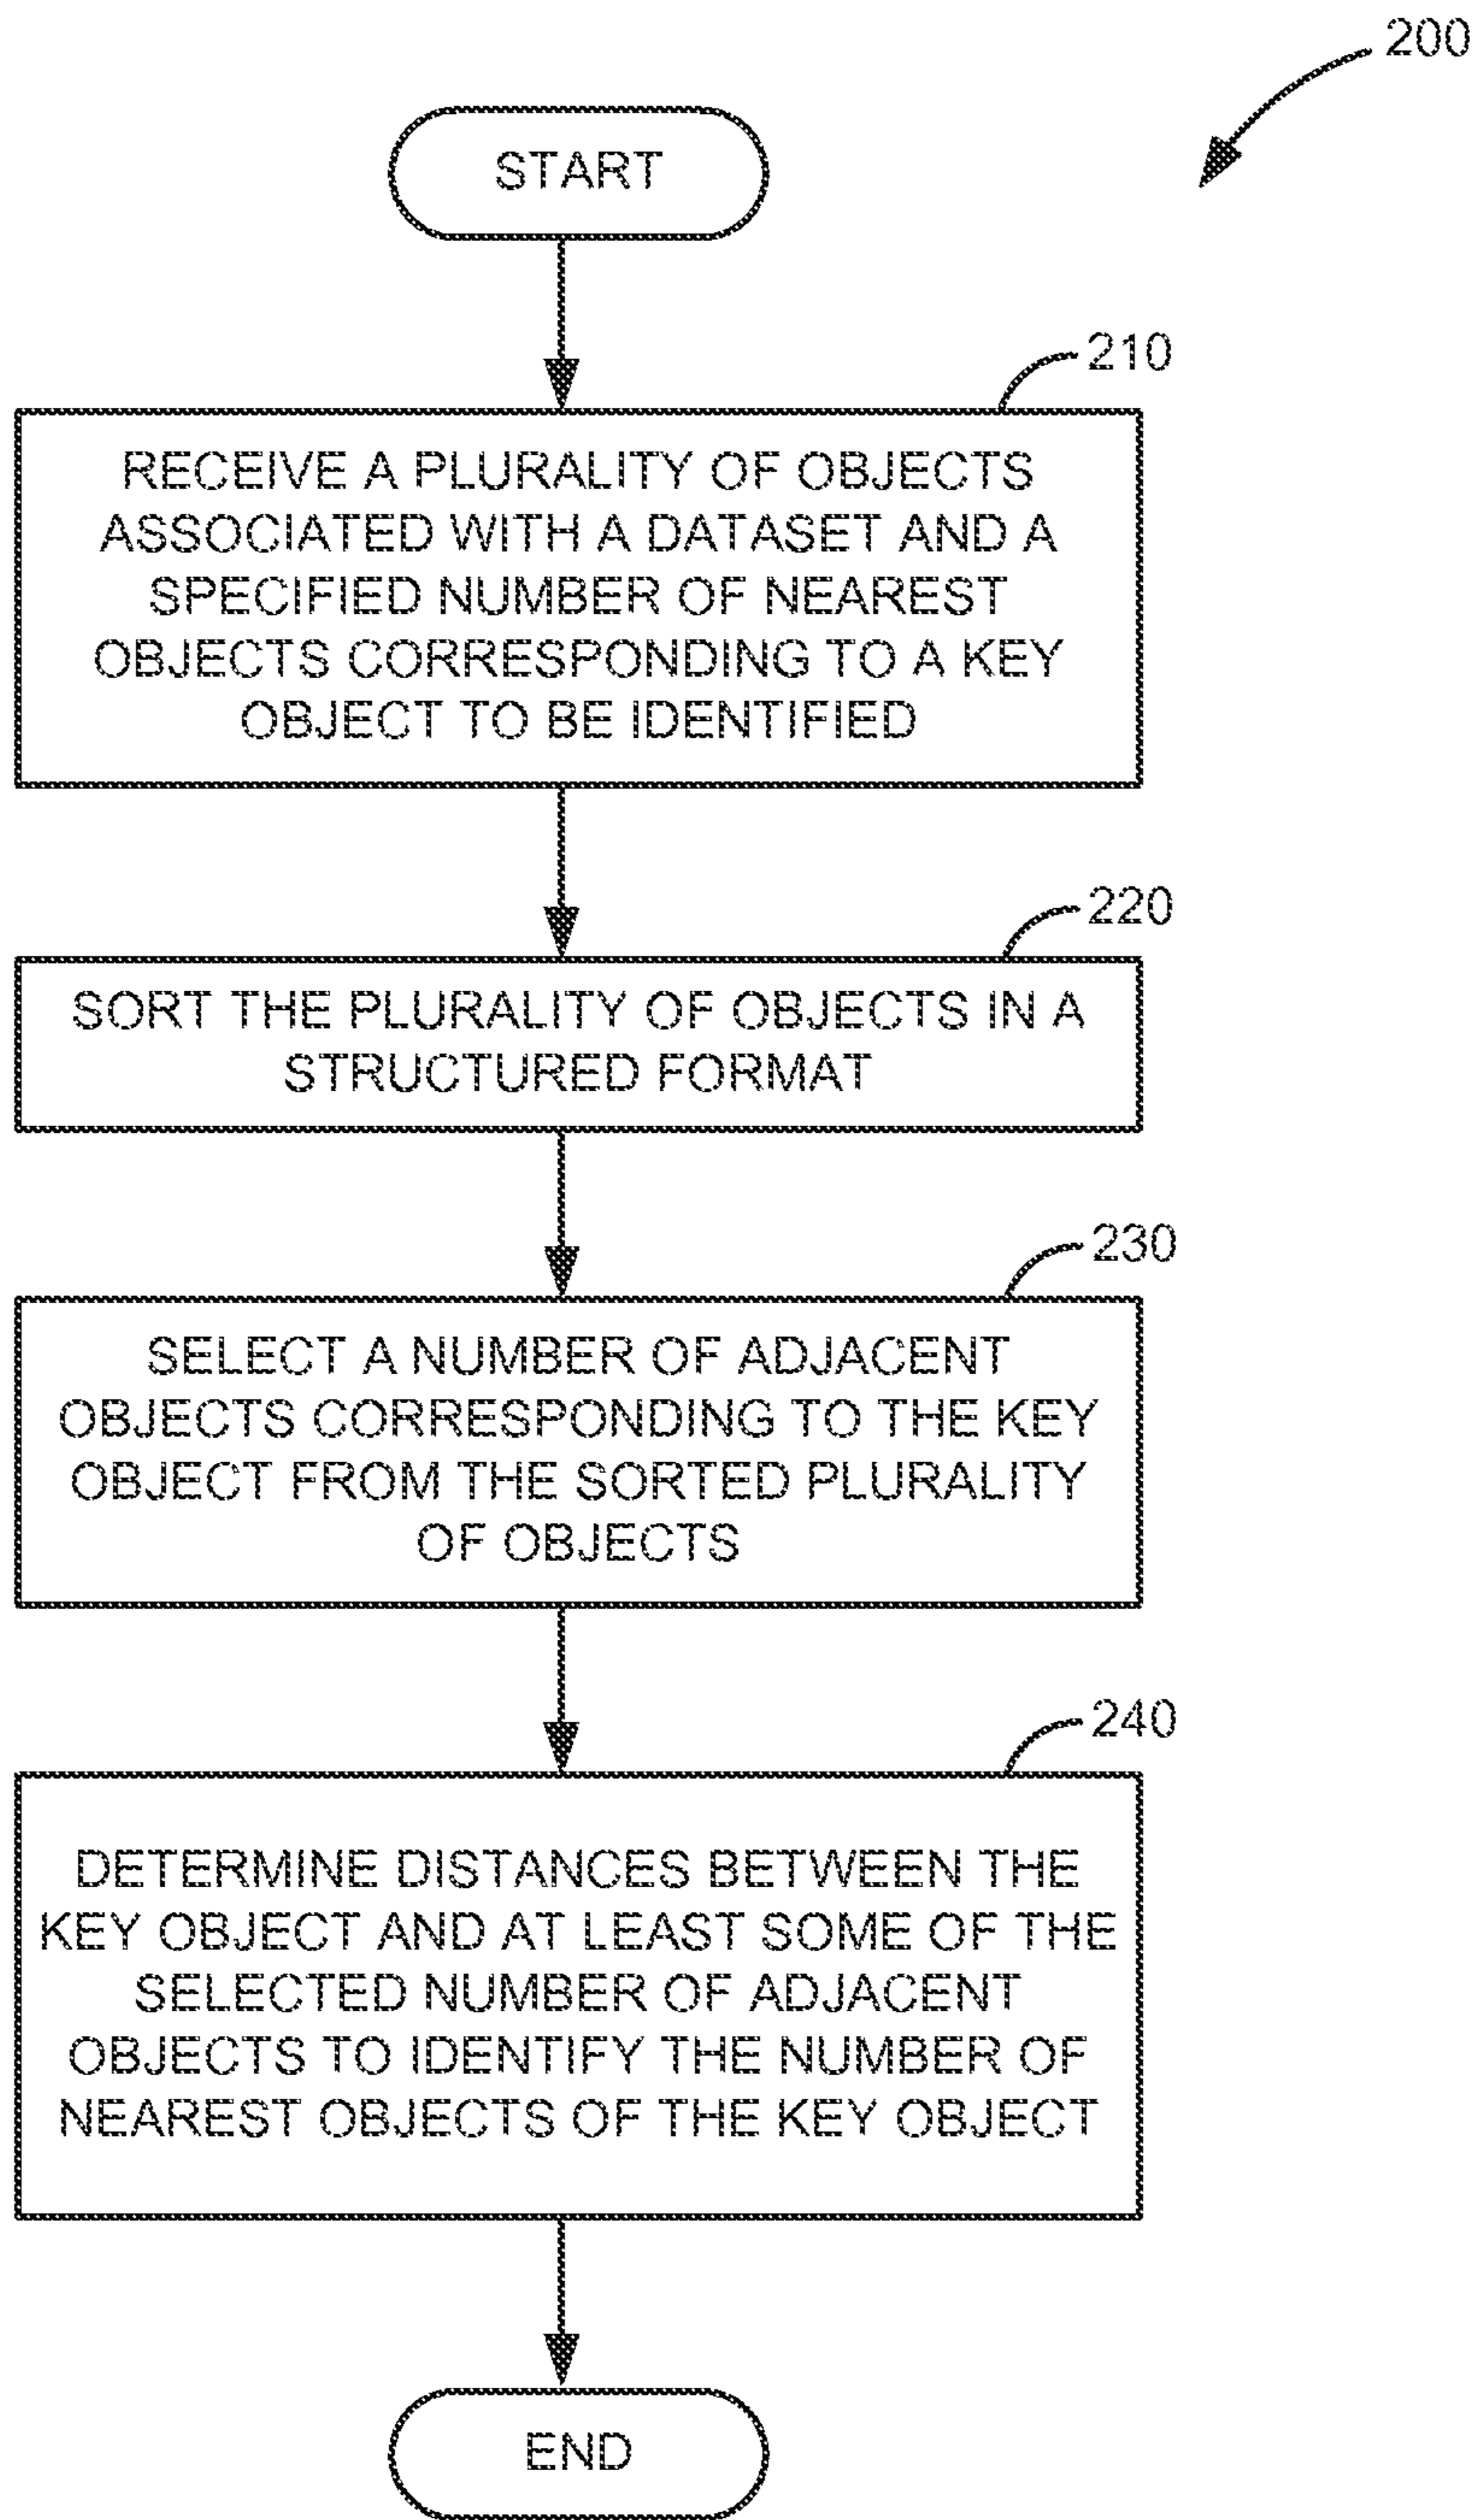 200
START
210
RECEIVE A PLURALITY OF OBJECTS
ASSOCIATED WITH A DATASET AND A
SPECIFIED NUMBER OF NEAREST
OBJECTS CORRESPONDING TO A KEY
OBJECT TO BE IDENTIFIED
220
SORT THE PLURALITY OF OBJECTS IN A
STRUCTURED FORMAT
230
SELECT A NUMBER OF ADJACENT
OBJECTS CORRESPONDING TO THE KEY
OBJECT FROM THE SORTED PLURALITY
OF OBJECTS
240
DETERMINE DISTANCES BETWEEN THE
KEY OBJECT AND AT LEAST SOME OF THE
SELECTED NUMBER OF ADJACENT
OBJECTS TO IDENTIFY THE NUMBER OF
NEAREST OBJECTS OF THE KEY OBJECT
END